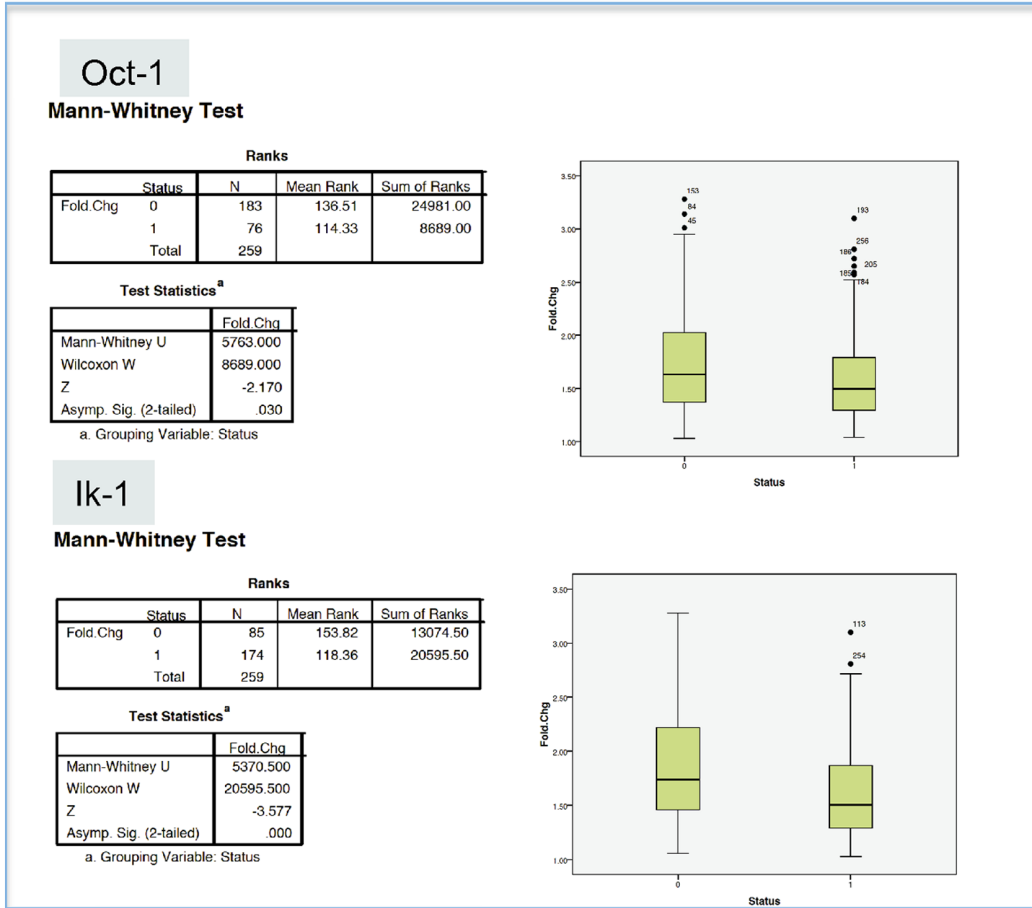 Oct-1
Mann-Whitney Test
Ranks
Status N Mean Rank Sum of Ranks
Fold.Chg 0 183 136.51 24981.00
1 76 114.33 8689.00
Total 259
Test Statistics a
Fold.Chg
Mann-Whitney U 5763.000
Wilcoxon W 8689.000
Z -2.170
Asymp. Sig. (2-tailed) .030
a. Grouping Variable: Status
3.50
3.00
2.50
2.00
1.50
1.00
Fold.Chg
153
84
45
193
256
186
205
185
184
0 1
Status
Ik-1
Mann-Whitney Test
Ranks
Status N Mean Rank Sum of Ranks
Fold.Chg 0 85 153.82 13074.50
1 174 118.36 20595.50
Total 259
Test Statistics a
Fold.Chg
Mann-Whitney U 5370.500
Wilcoxon W 20595.500
Z -3.577
Asymp. Sig. (2-tailed) .000
a. Grouping Variable: Status
3.50
3.00
2.50
2.00
1.50
1.00
Fold.Chg
113
254
0 1
Status